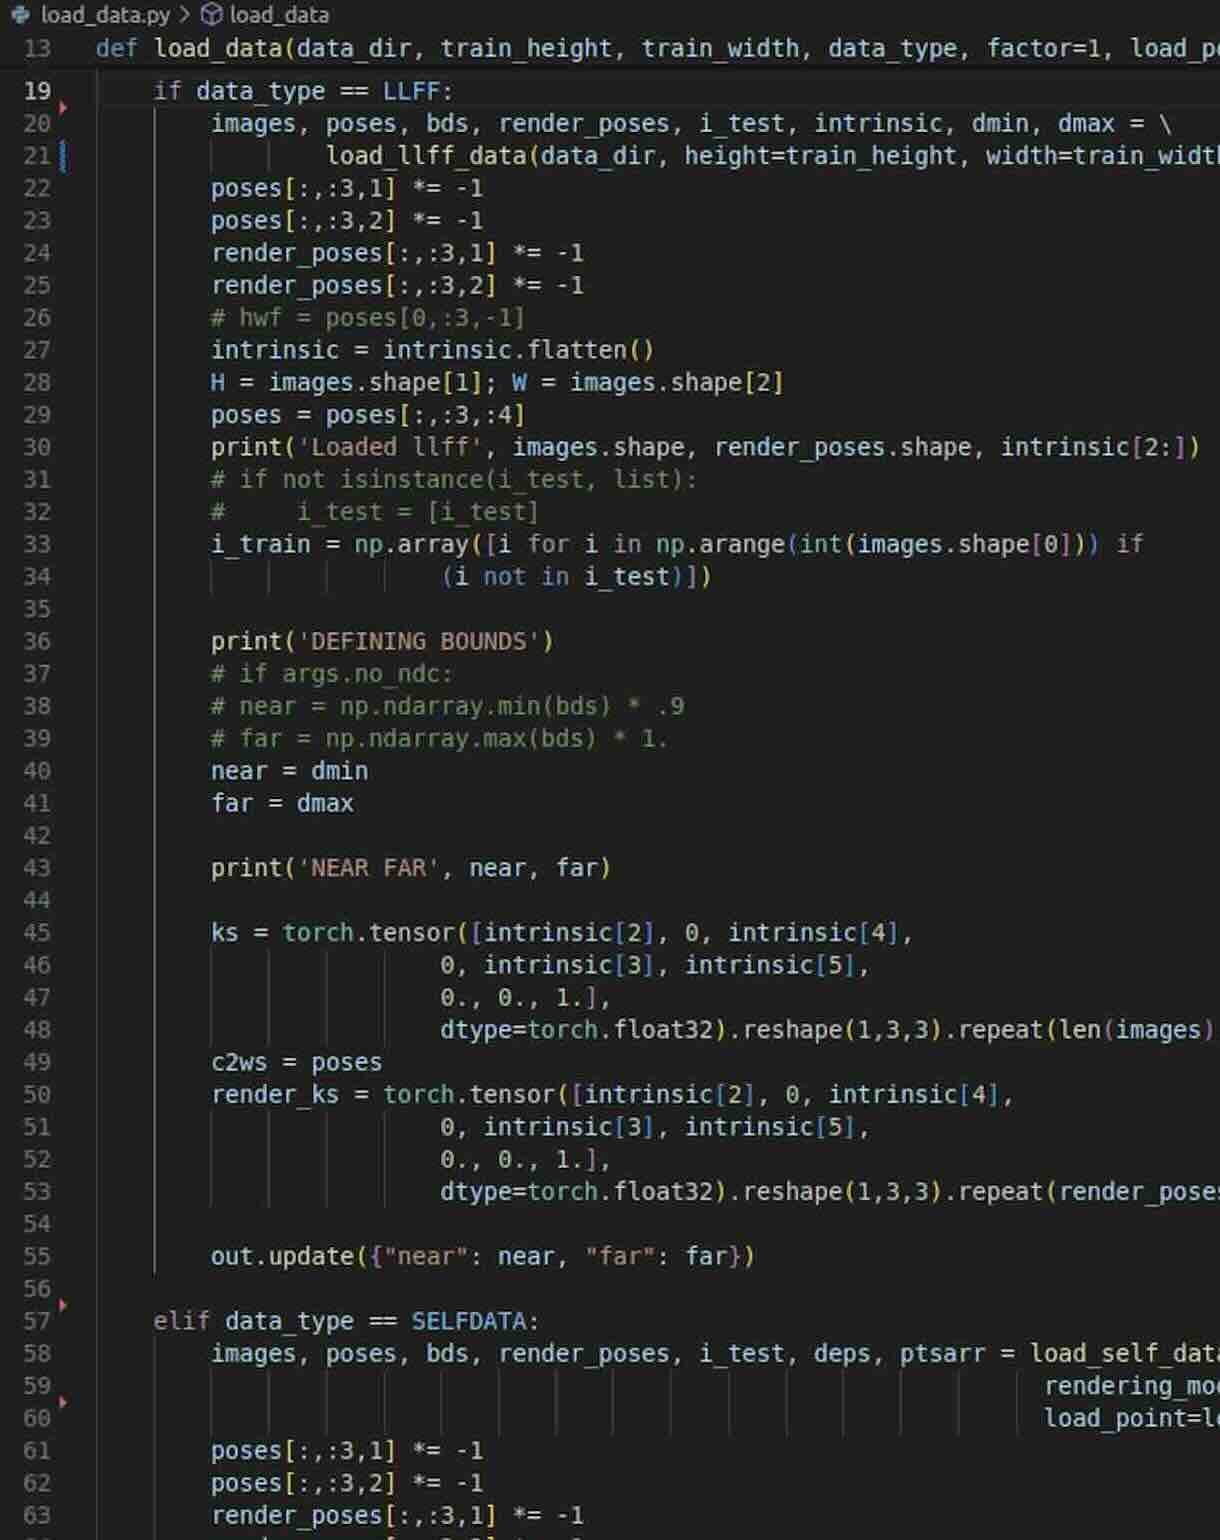 load_data.py > load_data
13 def load_data(data_dir, train_height, train_width, data_type, factor=1,
19 if data_type == LLFF:
20 images, poses, bds, render_poses, i_test, intrinsic, dmin, dmax = \
21 load_llff_data(data_dir, height=train_height,
22 poses[:,:3,1] *= -1
23 poses[:,:3,2] *= -1
24 render_poses[:,:3,1] *= -1
25 render_poses[:,:3,2] *= -1
26 # hwf = poses[0,:3,-1]
27 intrinsic = intrinsic.flatten()
28 H = images.shape[1]; W = images.shape[2]
29 poses = poses[:,:3,:4]
30 print('Loaded llff', images.shape, render_poses.shape, intrinsic[2:])
31 # if not isinstance(i_test, list):
32 #     i_test = [i_test]
33 i_train = np.array([i for i in np.arange(int(images.shape[0])) if
34 (i not in i_test)])
35
36 print('DEFINING BOUNDS')
37 # if args.no_ndc:
38 # near = np.ndarray.min(bds) * .9
39 # far = np.ndarray.max(bds) * 1.
40 near = dmin
41 far = dmax
42
43 print('NEAR FAR', near, far)
44
45 ks = torch.tensor([intrinsic[2], 0, intrinsic[4],
46 0, intrinsic[3], intrinsic[5],
47 0., 0., 1.],
48 dtype=torch.float32).reshape(1,3,3).repeat(len(images)
49 c2ws = poses
50 render_ks = torch.tensor([intrinsic[2], 0, intrinsic[4],
51 0, intrinsic[3], intrinsic[5],
52 0., 0., 1.],
53 dtype=torch.float32).reshape(1,3,3).repeat(
54
55 out.update({"near": near, "far": far})
56
57 elif data_type == SELFDATA:
58 images, poses, bds, render_poses, i_test, deps, ptsarr =
59
60
61 poses[:,:3,1] *= -1
62 poses[:,:3,2] *= -1
63 render_poses[:,:3,1] *= -1